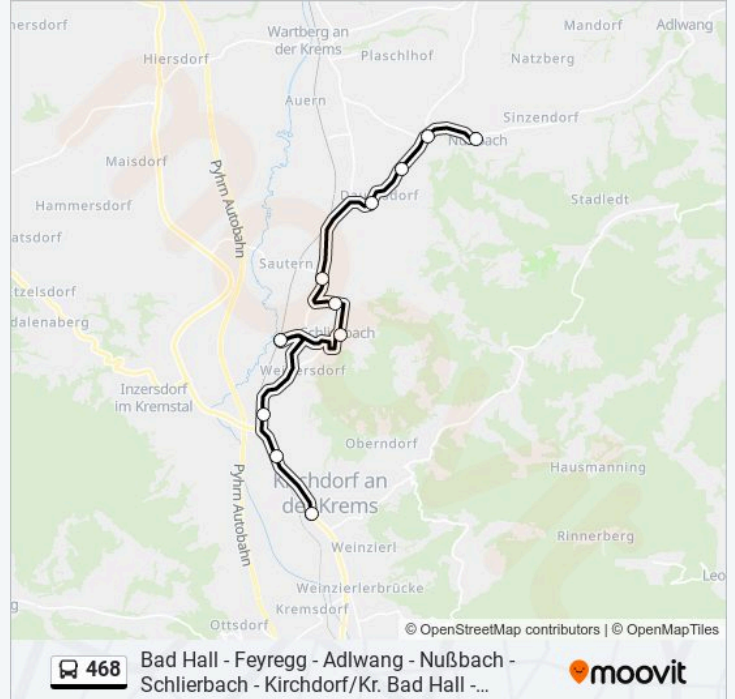 nersdorf
Mandorf
Adlwang
Wartberg an
der Krems
Hiersdorf
Plaschlhof
Natzberg
Auern
Sinzendorf
Nußbach
Maisdorf
Pyhrn Autobahn
Hammersdorf
Stadledt
atsdorf
Sautern
tzelsdorf
dalenaberg
Schlierbach
Inzersdorf
im Kremstal
Oberndorf
Hausmanning
Kirchdorf an
der Krems
Pyhrn Autobahn
Rinnerberg
Weinzierl
Leo
Weinzierlerbrücke
Kremsdorf
g
Ottsdorf
© OpenStreetMap contributors | © OpenMapTiles
468
Bad Hall - Feyregg - Adlwang - Nußbach -
Schlierbach - Kirchdorf/Kr. Bad Hall -...
moovit